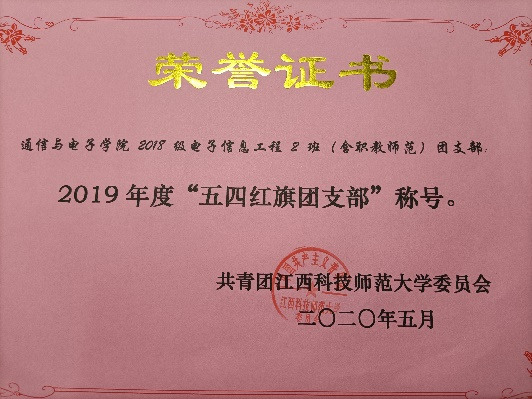 荣誉证书
通信与电子学院 2018 级电子信息工程 2 班（含职教师范）团支部：
2019 年度“五四红旗团支部”称号。
共青团江西科技师范大学委员会
二〇二〇年五月